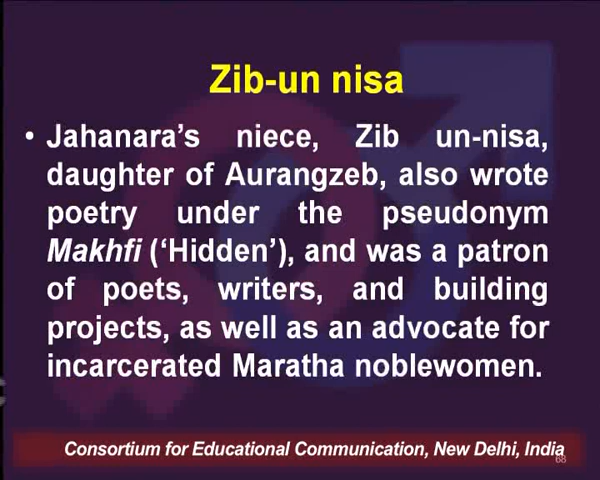 Zib-un nisa
• Jahanara's niece, Zib un-nisa,
daughter of Aurangzeb, also wrote
poetry under the pseudonym
Makhfi ('Hidden'), and was a patron
of poets, writers, and building
projects, as well as an advocate for
incarcerated Maratha noblewomen.
Consortium for Educational Communication, New Delhi, India
68